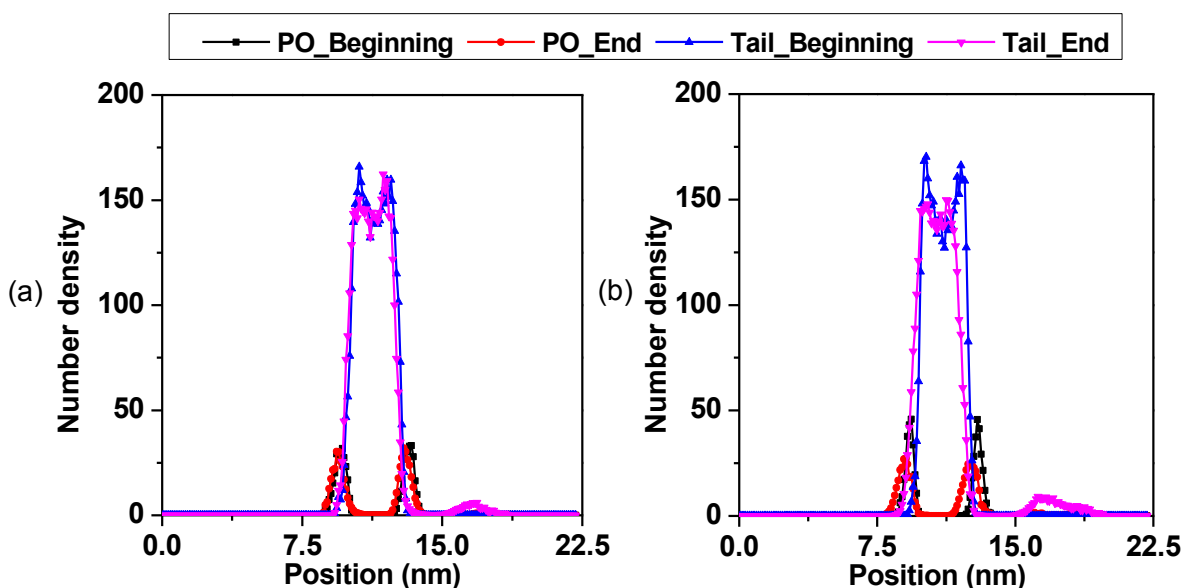 PO_Beginning PO_End Tail_Beginning Tail_End
(a)
Number density
200
150
100
50
0
0.0 7.5 15.0 22.5
Position (nm)
(b)
Number density
200
150
100
50
0
0.0 7.5 15.0 22.5
Position (nm)